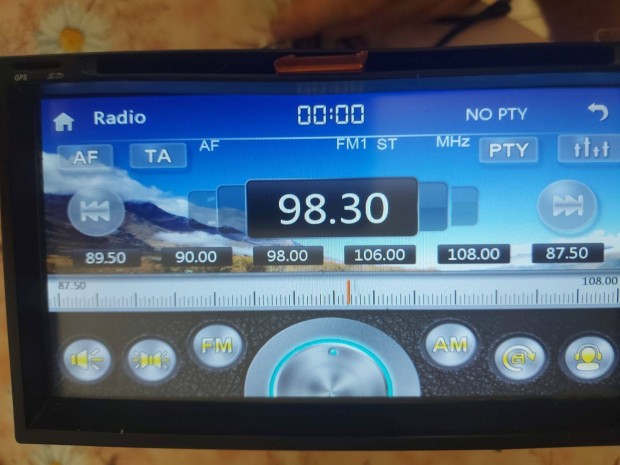 GPS
Radio 00:00 NO PTY
AF TA AF FM1 ST MHz PTY
98.30
89.50 90.00 98.00 106.00 108.00 87.50
87.50 108.00
FM AM